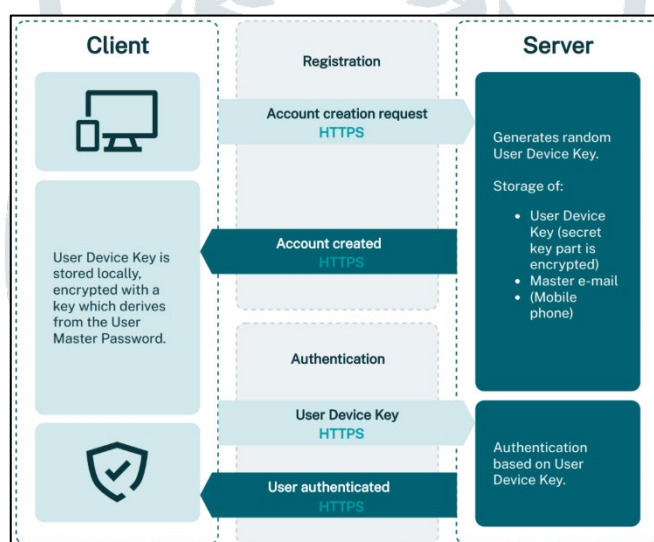 Client
Server
Registration
Account creation request
HTTPS
Generates random
User Device Key.
Storage of:
• User Device
Key (secret
key part is
encrypted)
• Master e-mail
• (Mobile
phone)
Account created
HTTPS
User Device Key is
stored locally,
encrypted with a
key which derives
from the User
Master Password.
Authentication
User Device Key
HTTPS
Authentication
based on User
Device Key.
User authenticated
HTTPS